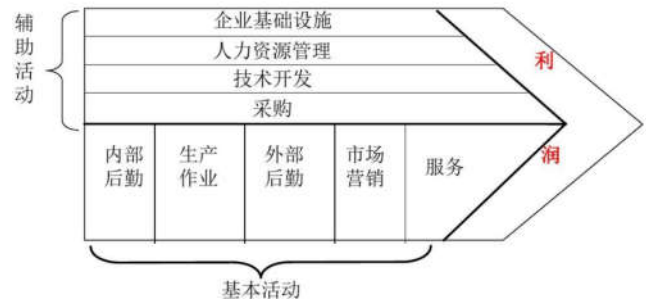 辅助活动
企业基础设施
人力资源管理
技术开发
采购
利
润
内部
后勤
生产
作业
外部
后勤
市场
营销
服务
基本活动